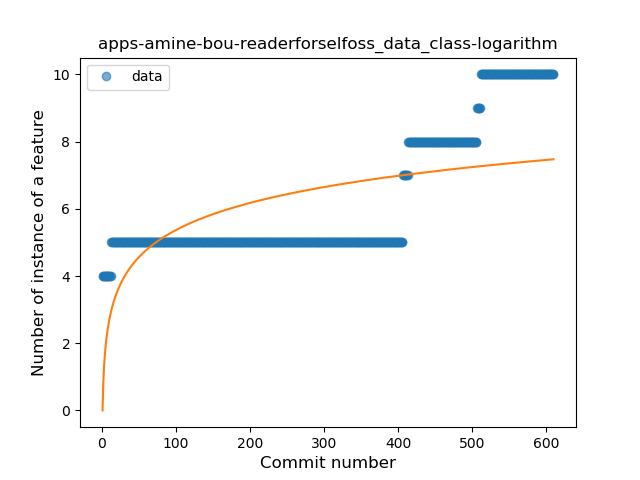 apps-amine-bou-readerforselfoss_data_class-logarithm
data
Number of instance of a feature
10
8
6
4
2
0
0 100 200 300 400 500 600
Commit number